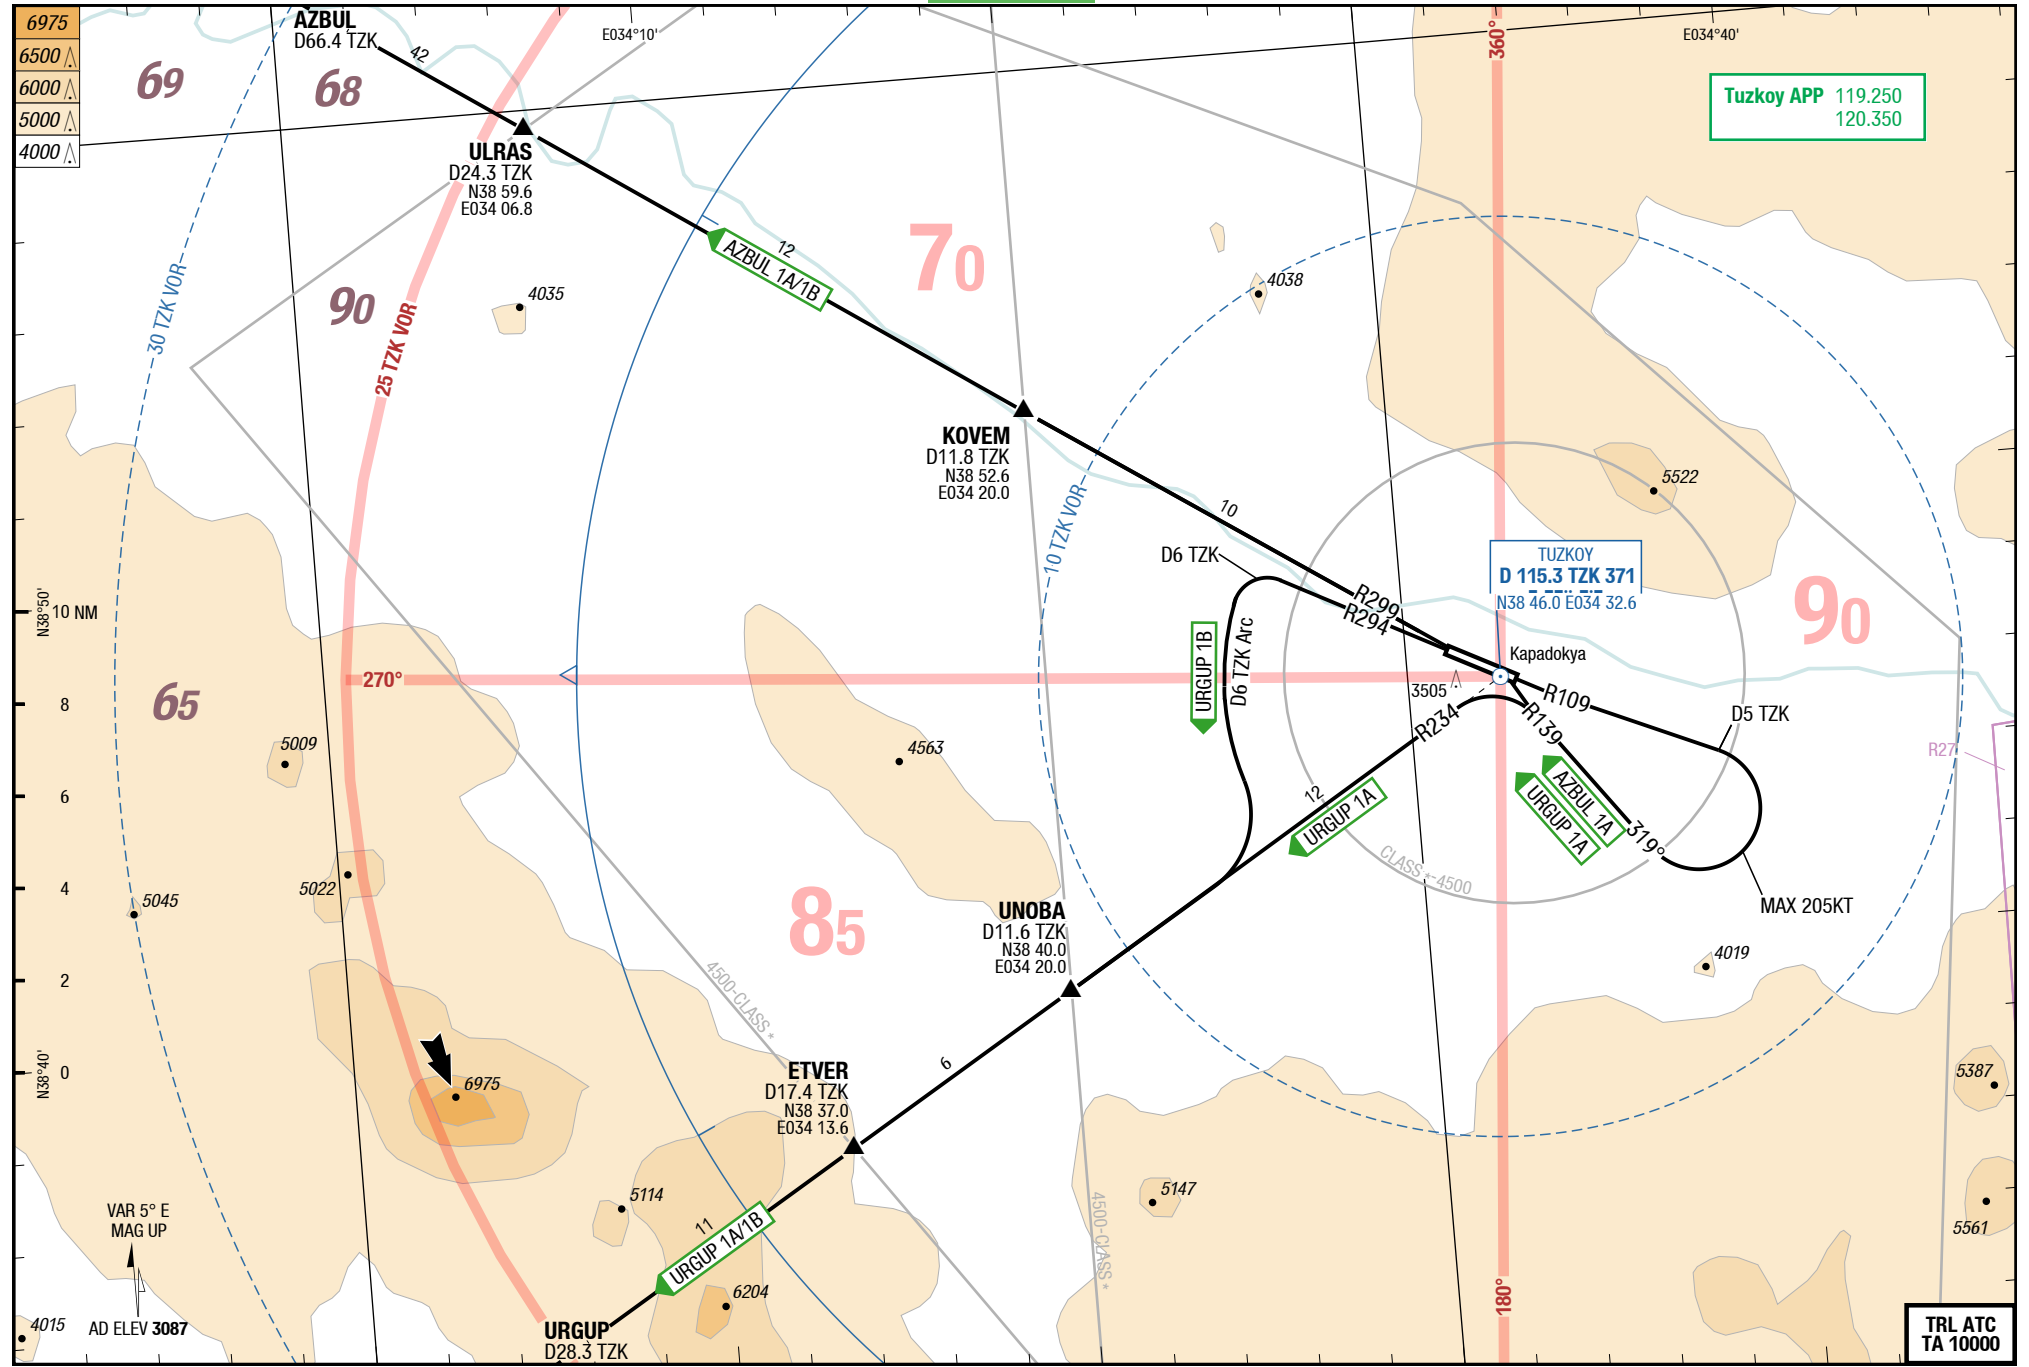 6975
6500
6000
5000
4000
AZBUL
D66.4 TZK
42
E034°10'
360°
E034°40'
Tuzkoy APP 119.250
120.350
69
68
ULRAS
D24.3 TZK
N38 59.6
E034 06.8
12
AZBUL 1A/1B
70
30 TZK VOR
90
4035
25 TZK VOR
4038
KOVEM
D11.8 TZK
N38 52.6
E034 20.0
10 TZK VOR
10
5522
D6 TZK
TUZKOY
D 115.3 TZK 371
N38 46.0 E034 32.6
90
N38°50'
10 NM
R299
R294
URGUP 1B
D6 TZK Arc
Kapadokya
270°
3505
R109
8
65
R234
R139
D5 TZK
R27
5009
4563
6
12
URGUP 1A
AZBUL 1A
URGUP 1A
319°
CLASS *-4500
4
5022
5045
MAX 205KT
85
UNOBA
D11.6 TZK
N38 40.0
E034 20.0
4019
4500-CLASS *
2
N38°40'
0
6975
ETVER
D17.4 TZK
N38 37.0
E034 13.6
6
5387
5114
5147
4500-CLASS *
5561
VAR 5° E
MAG UP
11
URGUP 1A/1B
6204
180°
4015
AD ELEV 3087
URGUP
D28.3 TZK
TRL ATC
TA 10000